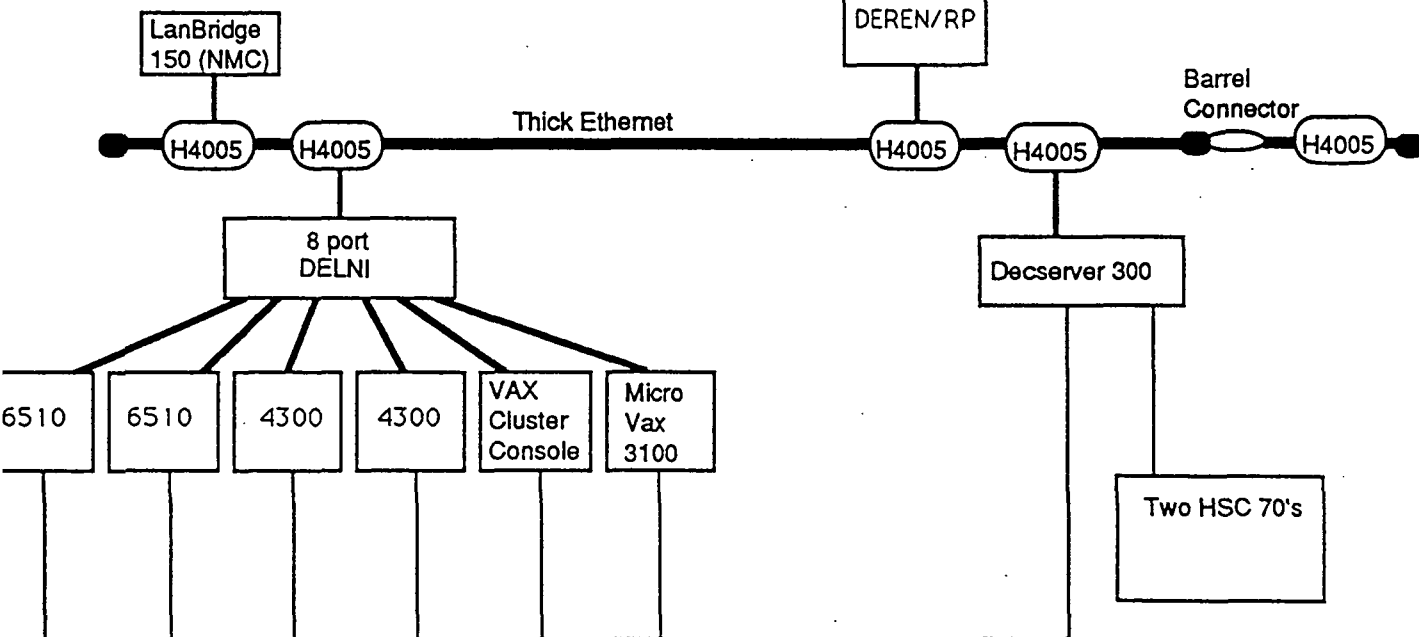 LanBridge
150 (NMC)
DEREN/RP
Barrel
Connector
Thick Ethernet
H4005
H4005
H4005
H4005
H4005
8 port
DELNI
Decserver 300
6510
6510
4300
4300
VAX
Cluster
Console
Micro
Vax
3100
Two HSC 70's